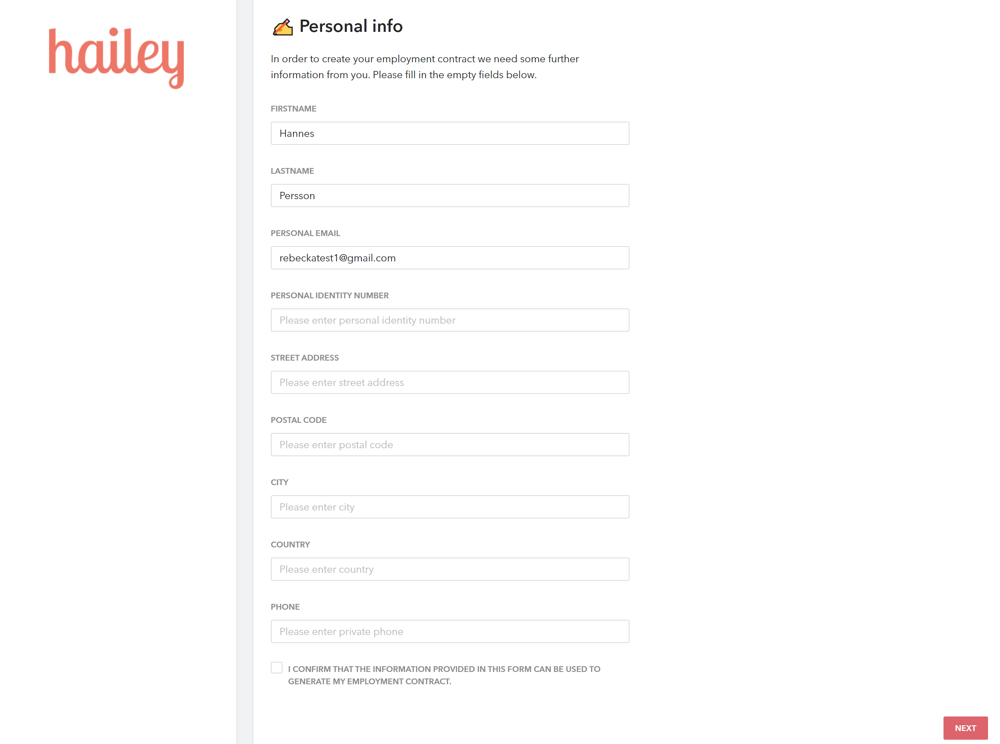 hailey
Personal info
In order to create your employment contract we need some further
information from you. Please fill in the empty fields below.
FIRSTNAME
Hannes
LASTNAME
Persson
PERSONAL EMAIL
rebeckatest1@gmail.com
PERSONAL IDENTITY NUMBER
Please enter personal identity number
STREET ADDRESS
Please enter street address
POSTAL CODE
Please enter postal code
CITY
Please enter city
COUNTRY
Please enter country
PHONE
Please enter private phone
I CONFIRM THAT THE INFORMATION PROVIDED IN THIS FORM CAN BE USED TO
GENERATE MY EMPLOYMENT CONTRACT.
NEXT